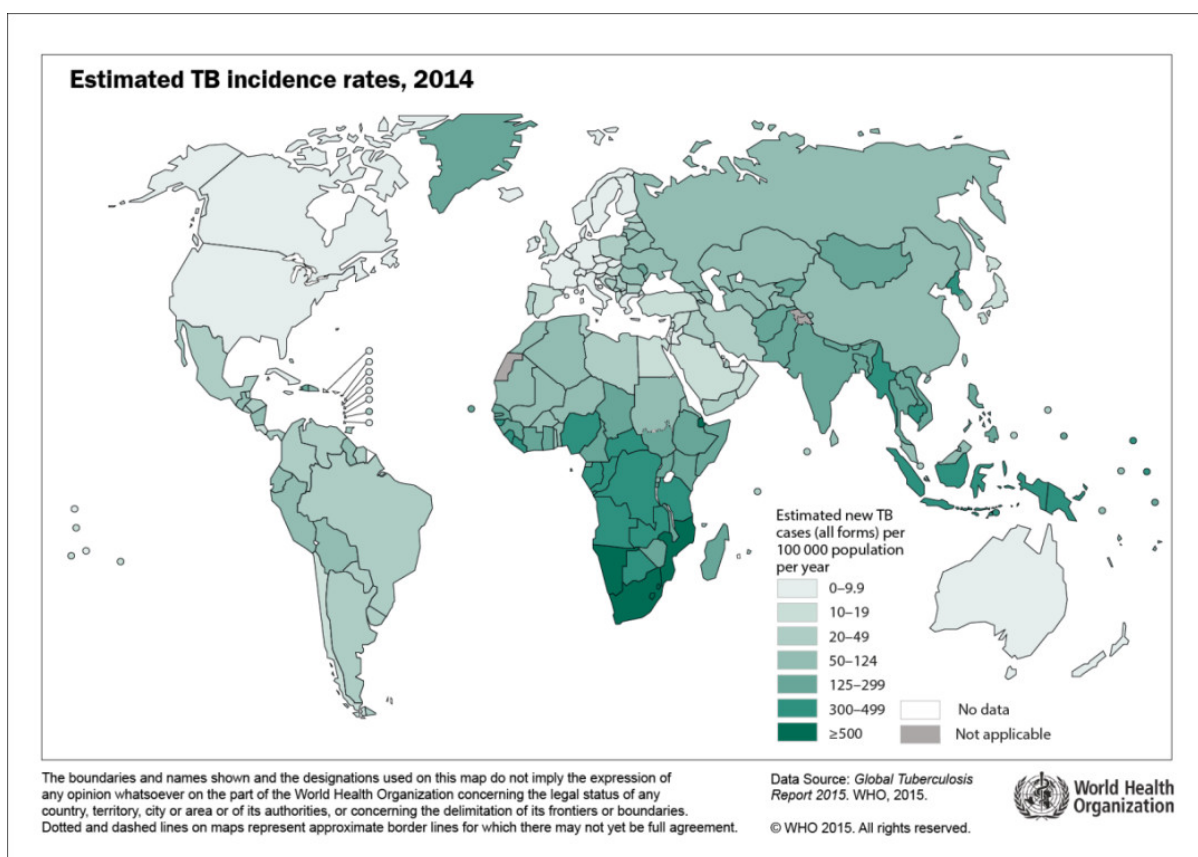 Estimated TB incidence rates, 2014
Estimated new TB
cases (all forms) per
100 000 population
per year
0–9.9
10–19
20–49
50–124
125–299
300–499
≥500
No data
Not applicable
The boundaries and names shown and the designations used on this map do not imply the expression of
any opinion whatsoever on the part of the World Health Organization concerning the legal status of any
country, territory, city or area or of its authorities, or concerning the delimitation of its frontiers or boundaries.
Dotted and dashed lines on maps represent approximate border lines for which there may not yet be full agreement.
Data Source: Global Tuberculosis
Report 2015. WHO, 2015.
© WHO 2015. All rights reserved.
World Health
Organization